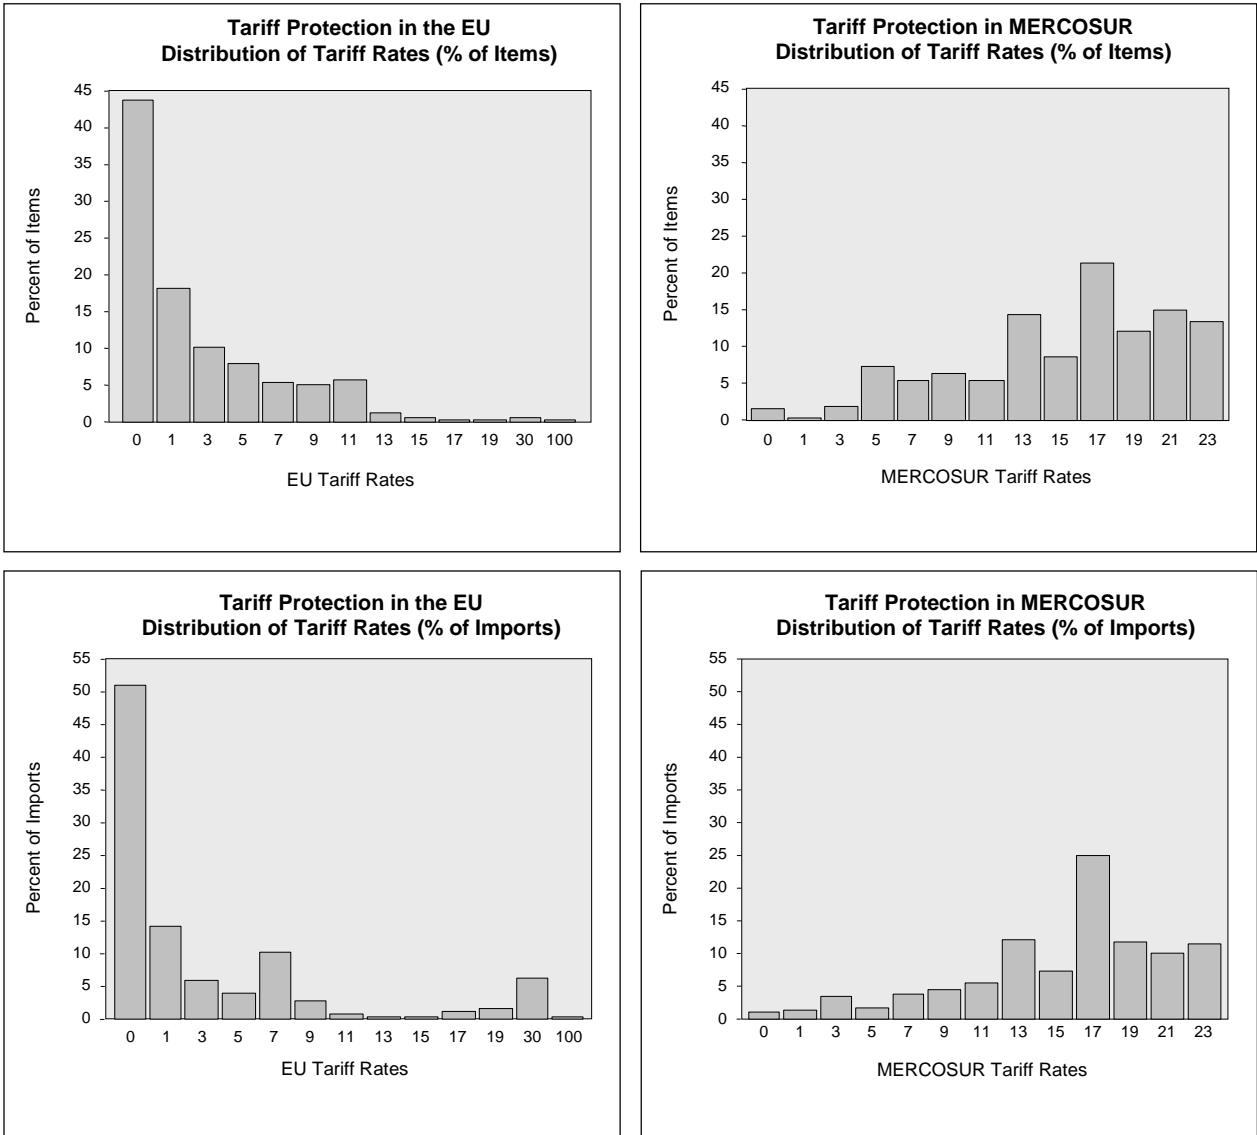 Tariff Protection in the EU
Distribution of Tariff Rates (% of Items)
45
40
35
30
25
20
15
10
5
0
Percent of Items
0 1 3 5 7 9 11 13 15 17 19 30 100
EU Tariff Rates
Tariff Protection in MERCOSUR
Distribution of Tariff Rates (% of Items)
45
40
35
30
25
20
15
10
5
0
Percent of Items
0 1 3 5 7 9 11 13 15 17 19 21 23
MERCOSUR Tariff Rates
Tariff Protection in the EU
Distribution of Tariff Rates (% of Imports)
55
50
45
40
35
30
25
20
15
10
5
0
Percent of Imports
0 1 3 5 7 9 11 13 15 17 19 30 100
EU Tariff Rates
Tariff Protection in MERCOSUR
Distribution of Tariff Rates (% of Imports)
55
50
45
40
35
30
25
20
15
10
5
0
Percent of Imports
0 1 3 5 7 9 11 13 15 17 19 21 23
MERCOSUR Tariff Rates